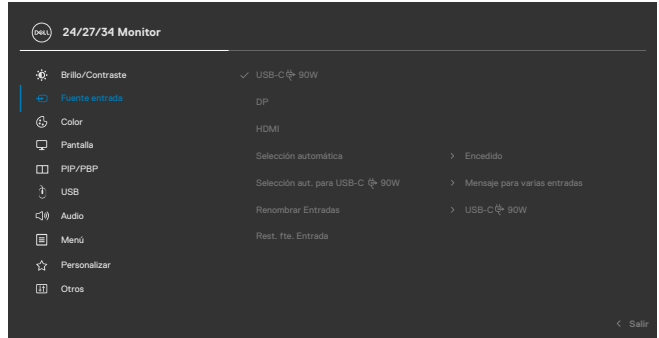 DELL 24/27/34 Monitor
Brillo/Contraste
USB-C 90W
Fuente entrada
DP
Color
HDMI
Pantalla
Selección automática > Encedido
PIP/PBP
Selección aut. para USB-C 90W > Mensaje para varias entradas
USB
Audio
Renombrar Entradas > USB-C 90W
Menú
Rest. fte. Entrada
Personalizar
Otros
< Salir